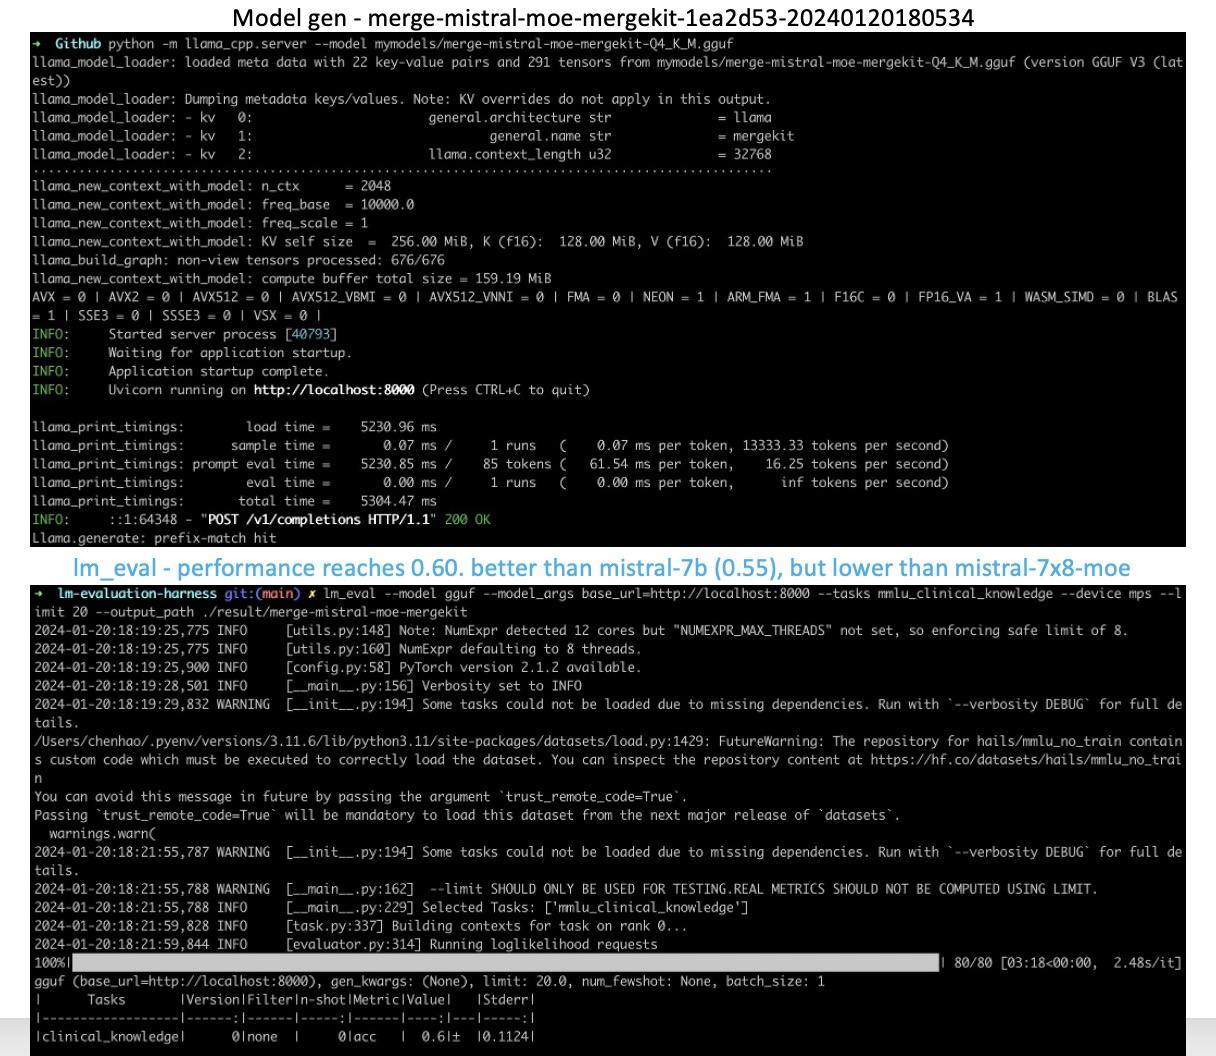 Model gen - merge-mistral-moe-mergekit-1ea2d53-20240120180534
➜  Github python -m llama_cpp.server --model mymodels/merge-mistral-moe-mergekit-Q4_K_M.gguf
llama_model_loader: loaded meta data with 22 key-value pairs and 291 tensors from mymodels/merge-mistral-moe-mergekit-Q4_K_M.gguf (version GGUF V3 (lat
est))
llama_model_loader: Dumping metadata keys/values. Note: KV overrides do not apply in this output.
llama_model_loader: - kv   0:                       general.architecture str              = llama
llama_model_loader: - kv   1:                               general.name str              = mergekit
llama_model_loader: - kv   2:                       llama.context_length u32              = 32768
................................................................................................
llama_new_context_with_model: n_ctx      = 2048
llama_new_context_with_model: freq_base  = 10000.0
llama_new_context_with_model: freq_scale = 1
llama_new_context_with_model: KV self size  =  256.00 MiB, K (f16):  128.00 MiB, V (f16):  128.00 MiB
llama_build_graph: non-view tensors processed: 676/676
llama_new_context_with_model: compute buffer total size = 159.19 MiB
AVX = 0 | AVX2 = 0 | AVX512 = 0 | AVX512_VBMI = 0 | AVX512_VNNI = 0 | FMA = 0 | NEON = 1 | ARM_FMA = 1 | F16C = 0 | FP16_VA = 1 | WASM_SIMD = 0 | BLAS
= 1 | SSE3 = 0 | SSSE3 = 0 | VSX = 0 |
INFO:     Started server process [40793]
INFO:     Waiting for application startup.
INFO:     Application startup complete.
INFO:     Uvicorn running on http://localhost:8000 (Press CTRL+C to quit)
llama_print_timings:        load time =    5230.96 ms
llama_print_timings:      sample time =       0.07 ms /     1 runs   (    0.07 ms per token, 13333.33 tokens per second)
llama_print_timings: prompt eval time =    5230.85 ms /    85 tokens (   61.54 ms per token,    16.25 tokens per second)
llama_print_timings:        eval time =       0.00 ms /     1 runs   (    0.00 ms per token,      inf tokens per second)
llama_print_timings:       total time =    5304.47 ms
INFO:     ::1:64348 - "POST /v1/completions HTTP/1.1" 200 OK
Llama.generate: prefix-match hit
lm_eval - performance reaches 0.60. better than mistral-7b (0.55), but lower than mistral-7x8-moe
➜  lm-evaluation-harness git:(main) ✗ lm_eval --model gguf --model_args base_url=http://localhost:8000 --tasks mmlu_clinical_knowledge --device mps --l
imit 20 --output_path ./result/merge-mistral-moe-mergekit
2024-01-20:18:19:25,775 INFO     [utils.py:148] Note: NumExpr detected 12 cores but "NUMEXPR_MAX_THREADS" not set, so enforcing safe limit of 8.
2024-01-20:18:19:25,775 INFO     [utils.py:160] NumExpr defaulting to 8 threads.
2024-01-20:18:19:25,900 INFO     [config.py:58] PyTorch version 2.1.2 available.
2024-01-20:18:19:28,501 INFO     [__main__.py:156] Verbosity set to INFO
2024-01-20:18:19:29,832 WARNING  [__init__.py:194] Some tasks could not be loaded due to missing dependencies. Run with `--verbosity DEBUG` for full de
tails.
/Users/chenhao/.pyenv/versions/3.11.6/lib/python3.11/site-packages/datasets/load.py:1429: FutureWarning: The repository for hails/mmlu_no_train contain
s custom code which must be executed to correctly load the dataset. You can inspect the repository content at https://hf.co/datasets/hails/mmlu_no_trai
n
You can avoid this message in future by passing the argument `trust_remote_code=True`.
Passing `trust_remote_code=True` will be mandatory to load this dataset from the next major release of `datasets`.
  warnings.warn(
2024-01-20:18:21:55,787 WARNING  [__init__.py:194] Some tasks could not be loaded due to missing dependencies. Run with `--verbosity DEBUG` for full de
tails.
2024-01-20:18:21:55,788 WARNING  [__main__.py:162]  --limit SHOULD ONLY BE USED FOR TESTING.REAL METRICS SHOULD NOT BE COMPUTED USING LIMIT.
2024-01-20:18:21:55,788 INFO     [__main__.py:229] Selected Tasks: ['mmlu_clinical_knowledge']
2024-01-20:18:21:59,828 INFO     [task.py:337] Building contexts for task on rank 0...
2024-01-20:18:21:59,844 INFO     [evaluator.py:314] Running loglikelihood requests
100%| | 80/80 [03:18<00:00,  2.48s/it]
gguf (base_url=http://localhost:8000), gen_kwargs: (None), limit: 20.0, num_fewshot: None, batch_size: 1
|      Tasks       |Version|Filter|n-shot|Metric|Value|   |Stderr|
|------------------|------:|------|-----:|------|----:|---|-----:|
|clinical_knowledge|      0|none  |     0|acc   |  0.6|±  |0.1124|